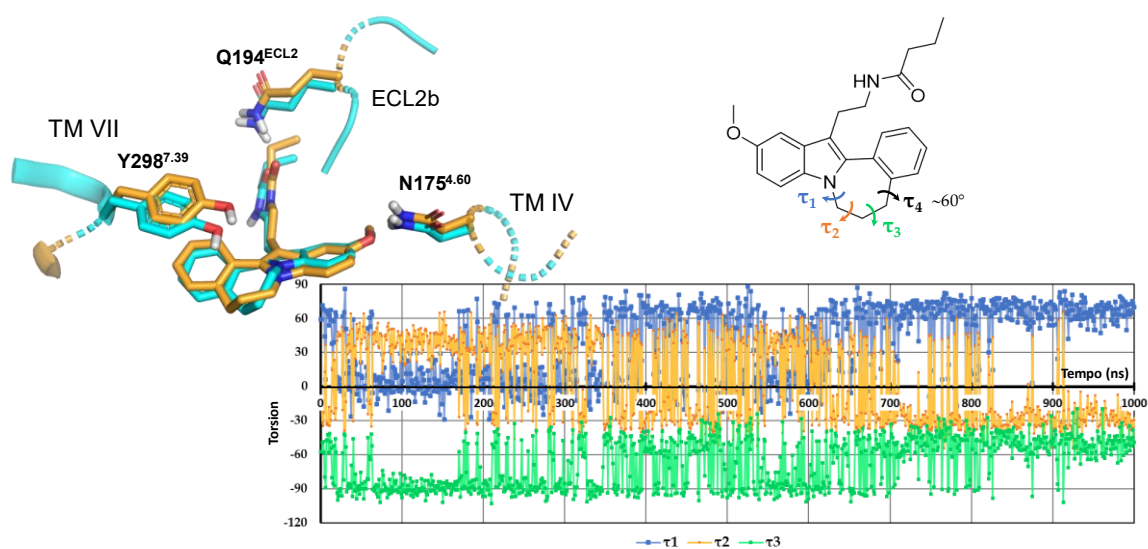 Q194ECL2
ECL2b
TM VII
Y2987.39
N1754.60
TM IV
O
NH
O
N
τ1
τ2
τ3
τ4 ~60°
90
60
30
0
-30
-60
-90
-120
Torsion
0 100 200 300 400 500 600 700 800 900 1000
Tempo (ns)
τ1 τ2 τ3